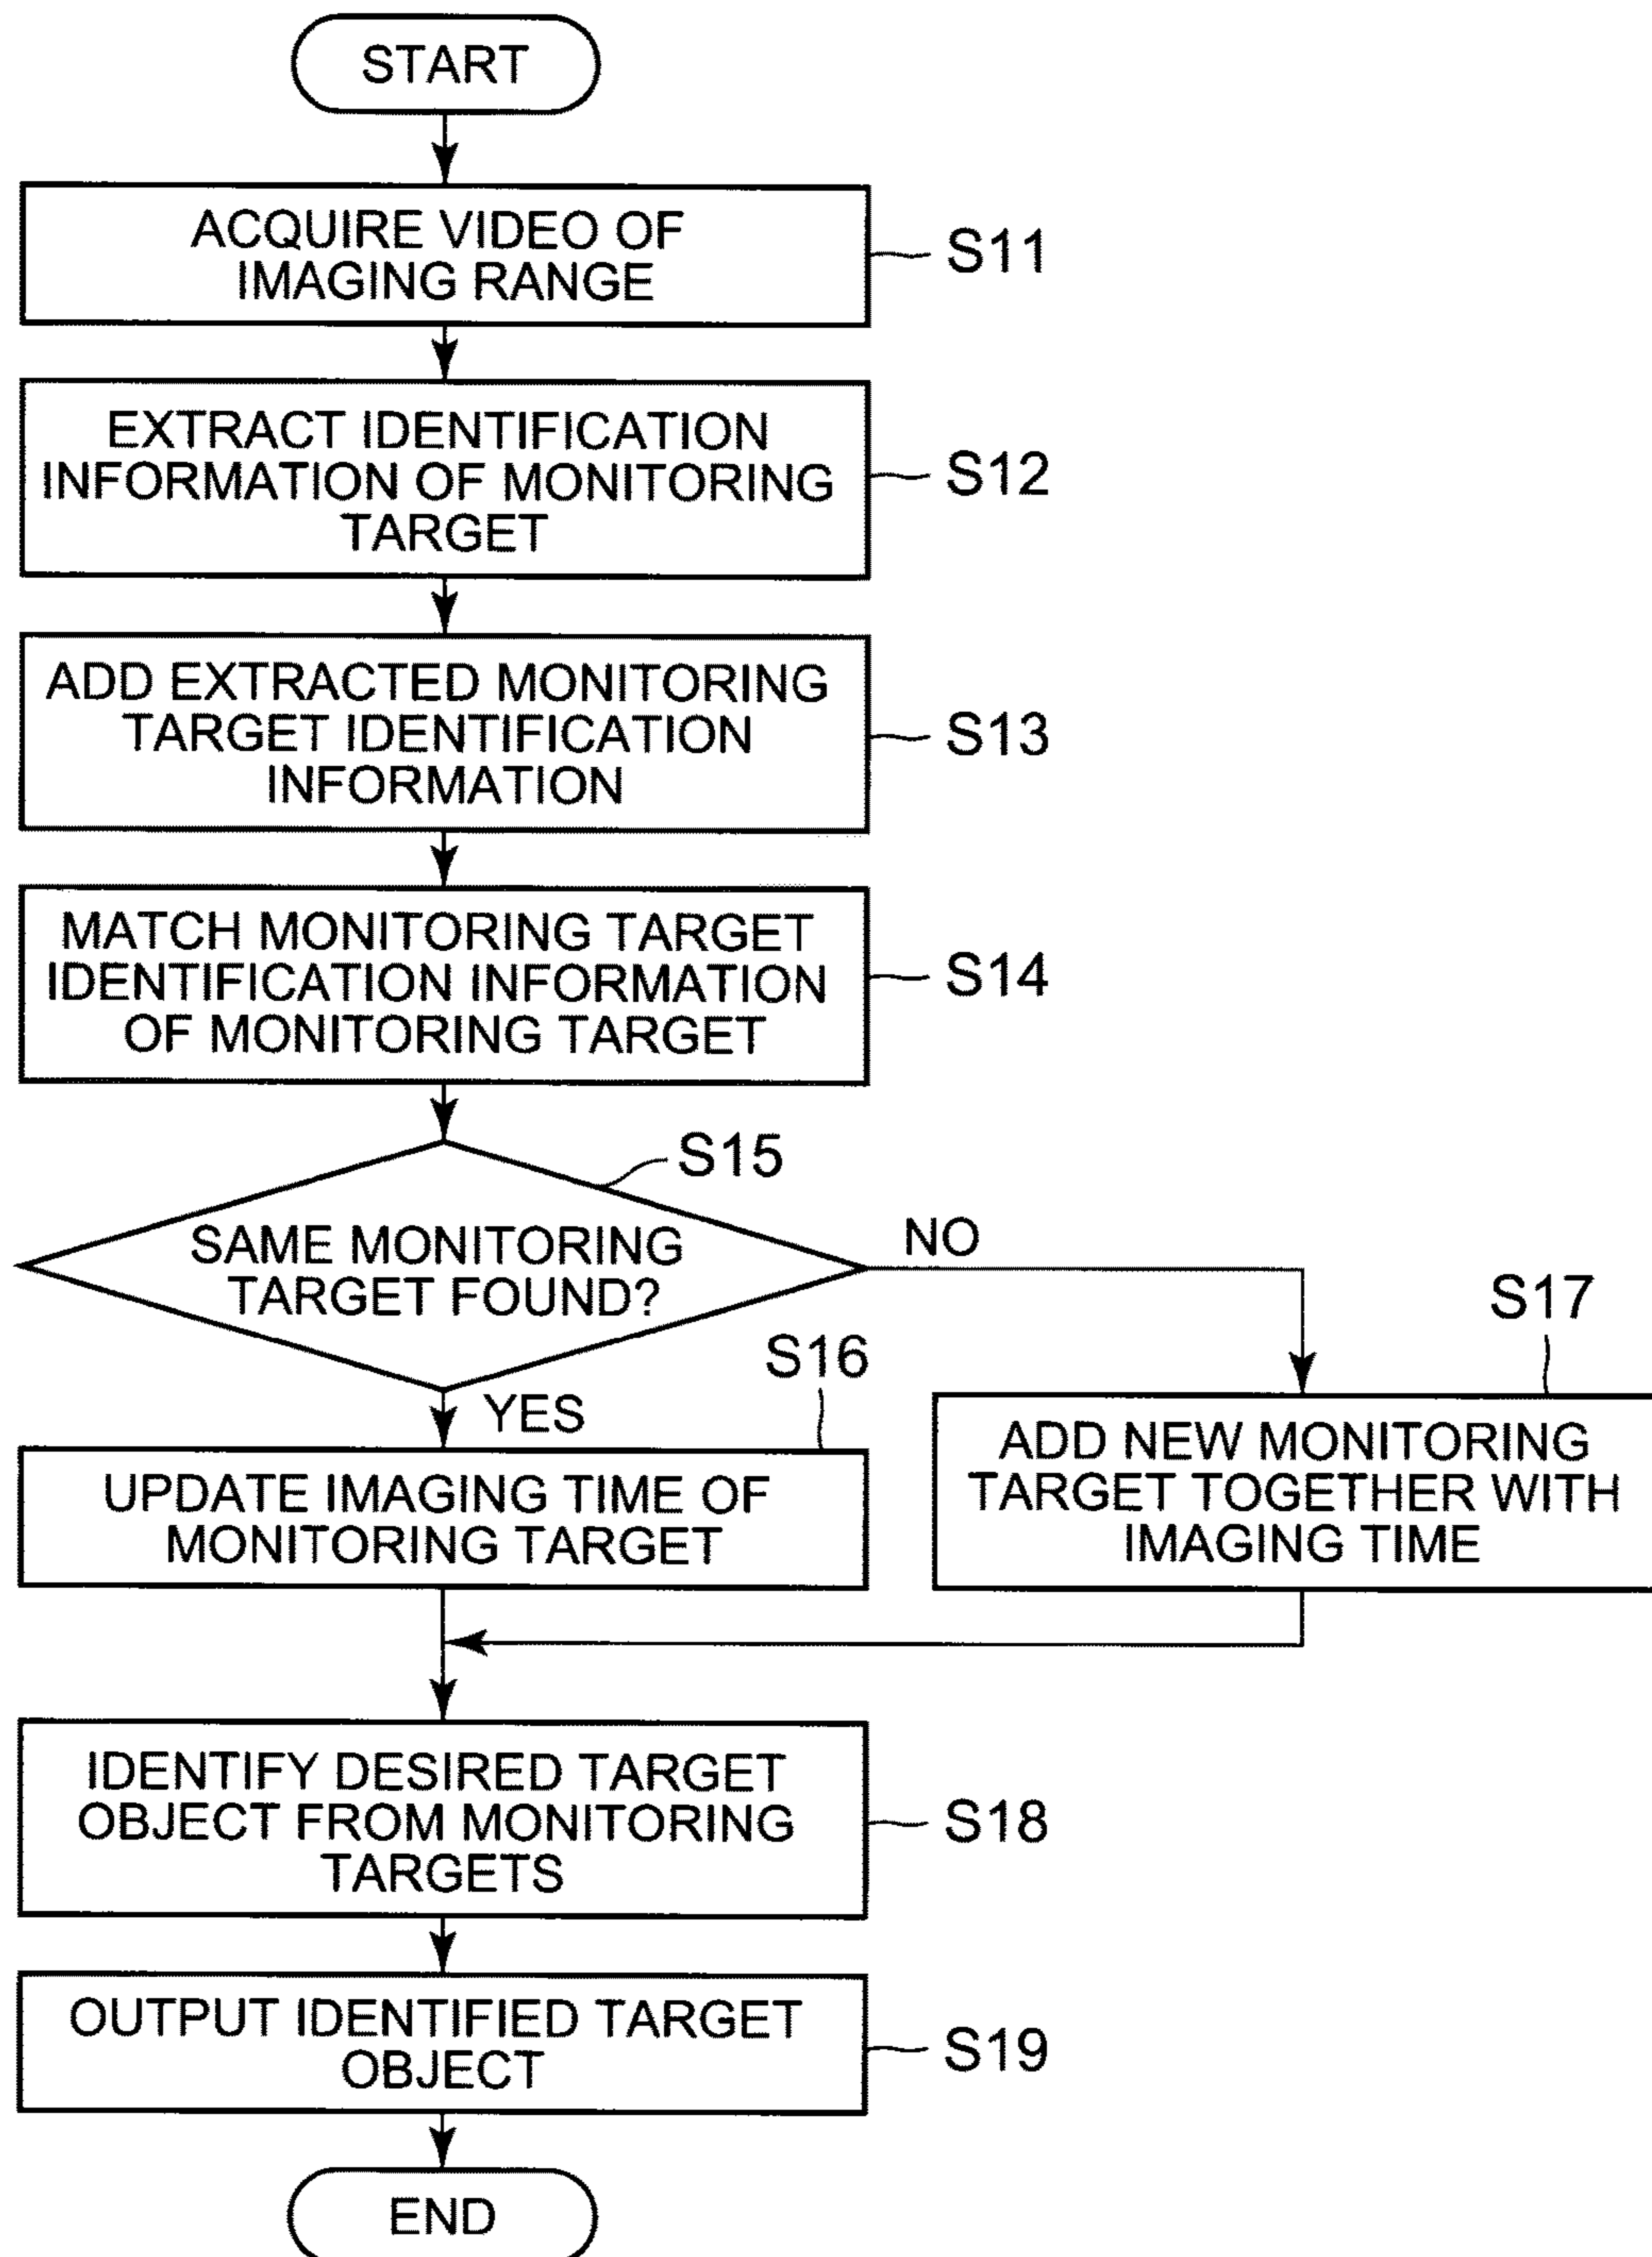 START
ACQUIRE VIDEO OF
IMAGING RANGE
S11
EXTRACT IDENTIFICATION
INFORMATION OF MONITORING
TARGET
S12
ADD EXTRACTED MONITORING
TARGET IDENTIFICATION
INFORMATION
S13
MATCH MONITORING TARGET
IDENTIFICATION INFORMATION
OF MONITORING TARGET
S14
S15
SAME MONITORING
TARGET FOUND?
NO
YES
S16
UPDATE IMAGING TIME OF
MONITORING TARGET
S17
ADD NEW MONITORING
TARGET TOGETHER WITH
IMAGING TIME
IDENTIFY DESIRED TARGET
OBJECT FROM MONITORING
TARGETS
S18
OUTPUT IDENTIFIED TARGET
OBJECT
S19
END